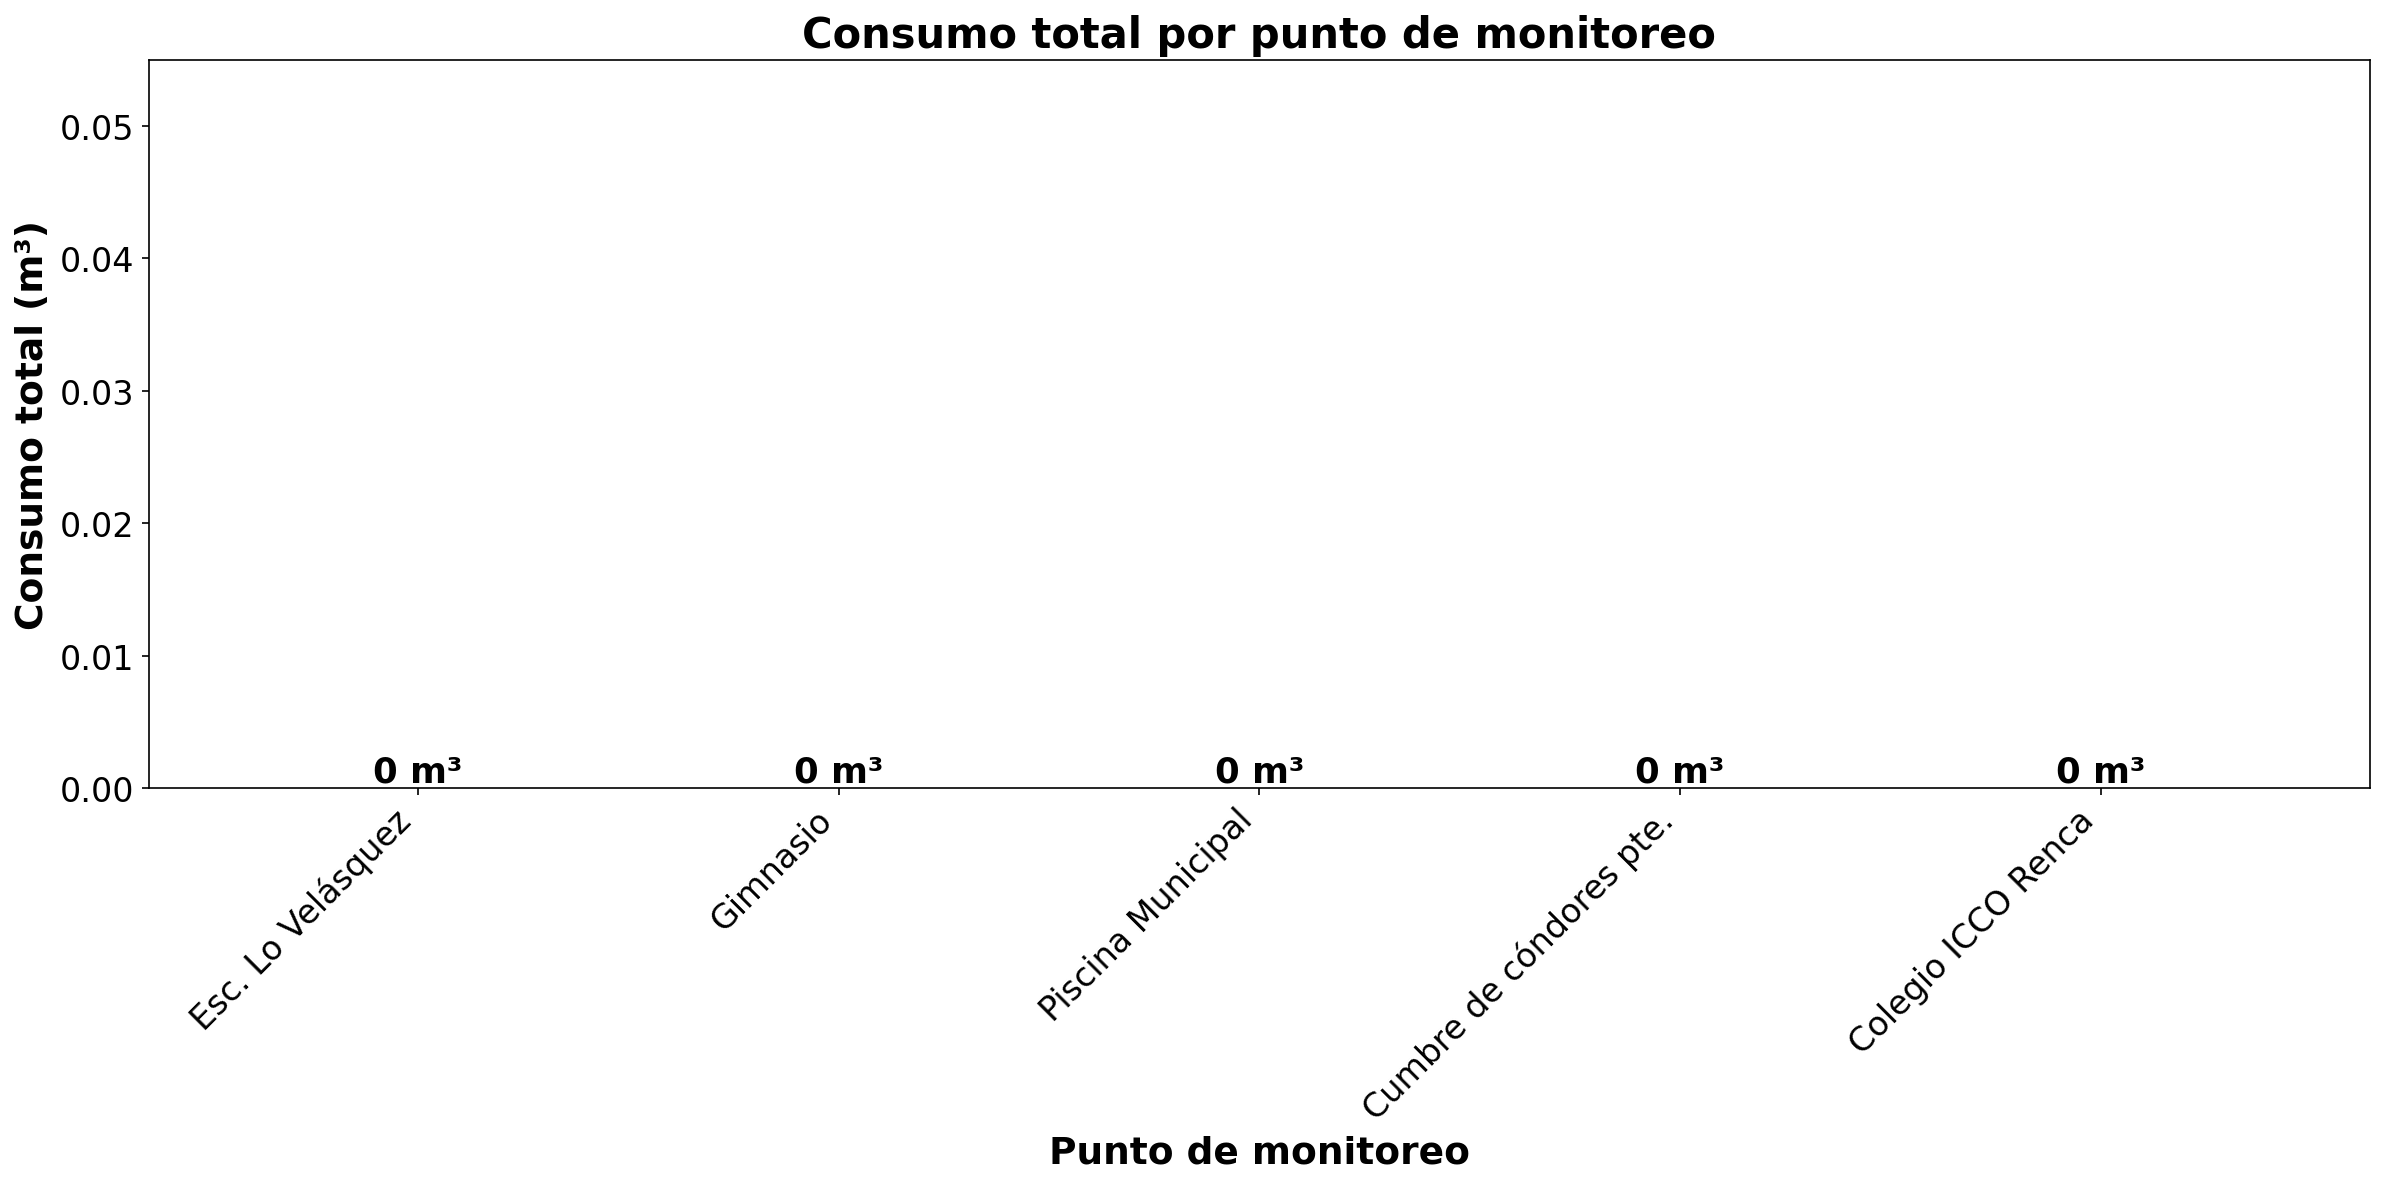 Consumo total por punto de monitoreo
Consumo total (m³)
0.05
0.04
0.03
0.02
0.01
0.00
0 m³
0 m³
0 m³
0 m³
0 m³
Esc. Lo Velásquez
Gimnasio
Piscina Municipal
Cumbre de cóndores pte.
Colegio ICCO Renca
Punto de monitoreo